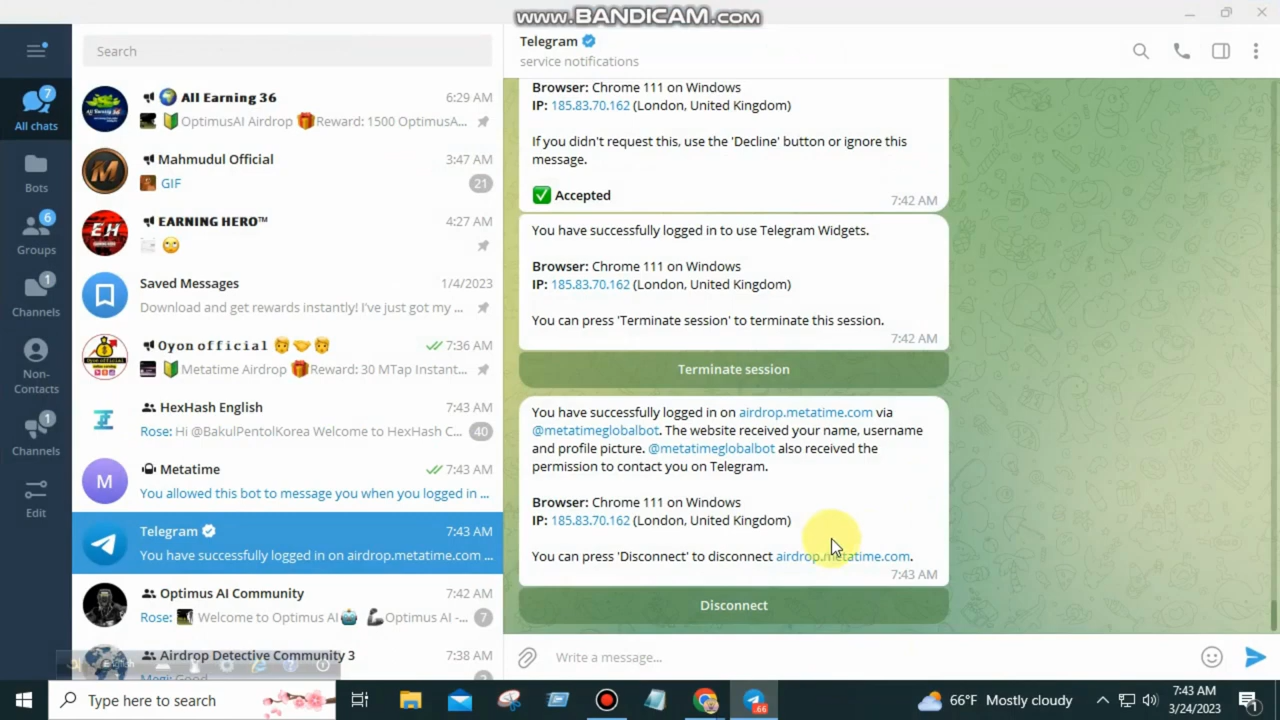 www.BANDICAM.com
Search
All chats
7
Bots
Groups
6
Channels
1
Non-
Contacts
Channels
1
Edit
All Earning 36
6:29 AM
OptimusAI Airdrop 🎁Reward: 1500 OptimusA...
Mahmudul Official
3:47 AM
GIF
21
EARNING HERO™
4:27 AM
EH
Saved Messages
1/4/2023
Download and get rewards instantly! I've just got my ...
Oyon official
7:36 AM
Metatime Airdrop 🎁Reward: 30 MTap Instant...
HexHash English
7:43 AM
Rose: Hi @BakulPentolKorea Welcome to HexHash C...
40
M
Metatime
7:43 AM
You allowed this bot to message you when you logged in ...
Telegram
7:43 AM
You have successfully logged in on airdrop.metatime.com ...
Optimus AI Community
7:42 AM
Rose: Welcome to Optimus AI🤖 💪Optimus AI -...
7
Airdrop Detective Community 3
7:38 AM
Megi: Good
English
Telegram
service notifications
Browser: Chrome 111 on Windows
IP: 185.83.70.162 (London, United Kingdom)
If you didn't request this, use the 'Decline' button or ignore this
message.
✅ Accepted
7:42 AM
You have successfully logged in to use Telegram Widgets.
Browser: Chrome 111 on Windows
IP: 185.83.70.162 (London, United Kingdom)
You can press 'Terminate session' to terminate this session.
7:42 AM
Terminate session
You have successfully logged in on airdrop.metatime.com via
@metatimeglobalbot. The website received your name, username
and profile picture. @metatimeglobalbot also received the
permission to contact you on Telegram.
Browser: Chrome 111 on Windows
IP: 185.83.70.162 (London, United Kingdom)
You can press 'Disconnect' to disconnect airdrop.metatime.com.
7:43 AM
Disconnect
Write a message...
Type here to search
66
66°F Mostly cloudy
7:43 AM
3/24/2023
1